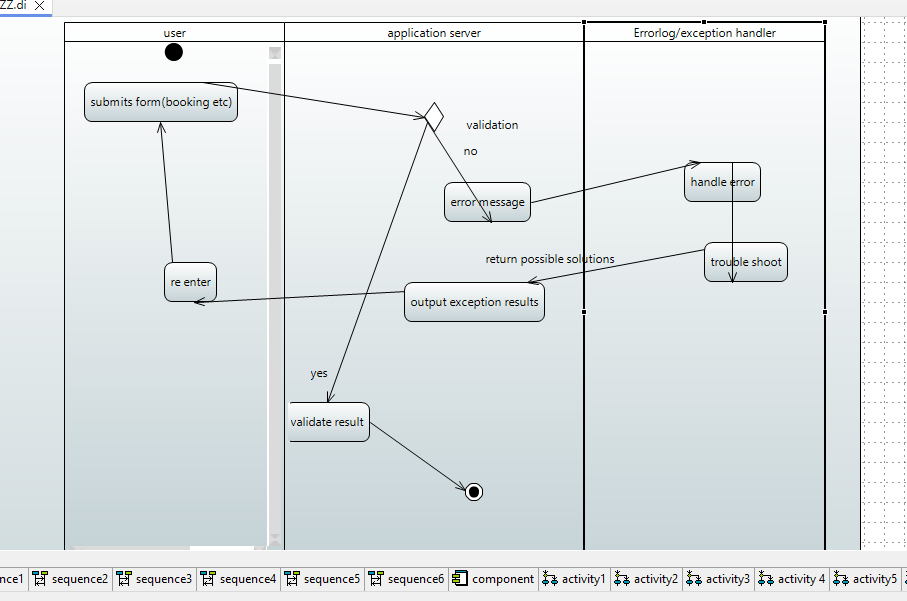 ZZ.di
user
application server
Errorlog/exception handler
submits form(booking etc)
validation
no
handle error
error message
return possible solutions
trouble shoot
re enter
output exception results
yes
validate result
nce1
sequence2
sequence3
sequence4
sequence5
sequence6
component
activity1
activity2
activity3
activity 4
activity5